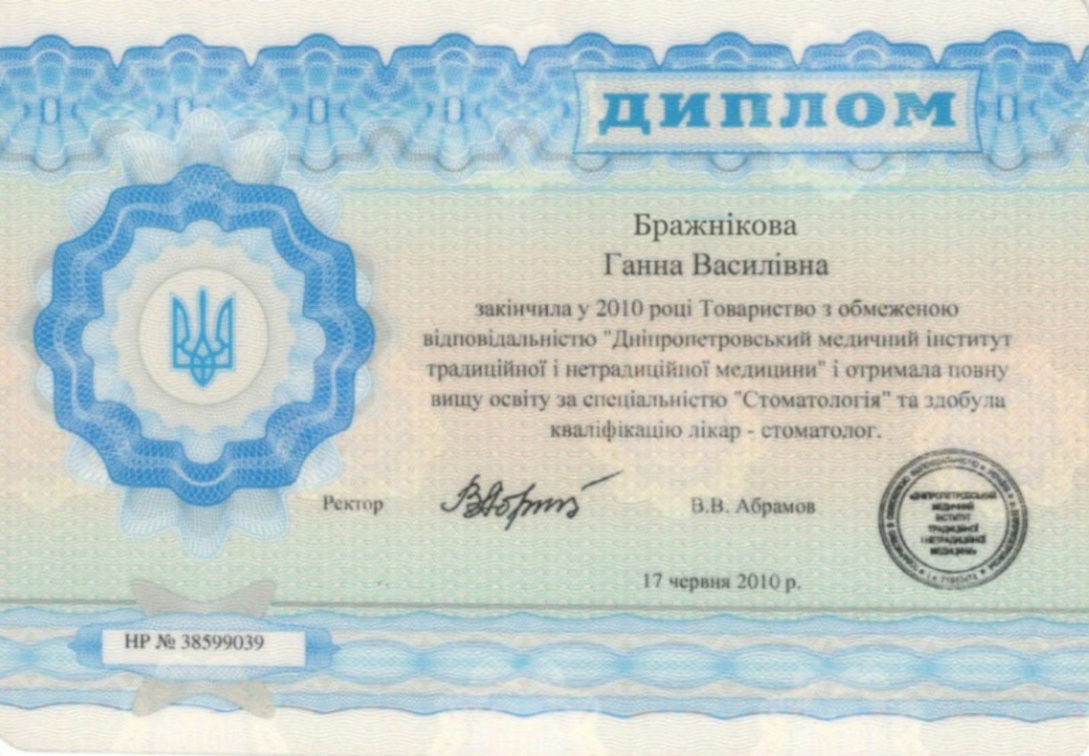 ДИПЛОМ
Бражнікова
Ганна Василівна
закінчила у 2010 році Товариство з обмеженою
відповідальністю "Дніпропетровський медичний інститут
традиційної і нетрадиційної медицини" і отримала повну
вищу освіту за спеціальністю "Стоматологія" та здобула
кваліфікацію лікар - стоматолог.
Ректор
В.В. Абрамов
ДНІПРОПЕТРОВСЬКИЙ
МЕДИЧНИЙ
ІНСТИТУТ
ТРАДИЦІЙНОЇ
І НЕТРАДИЦІЙНОЇ
МЕДИЦИНИ
17 червня 2010 р.
НР № 38599039